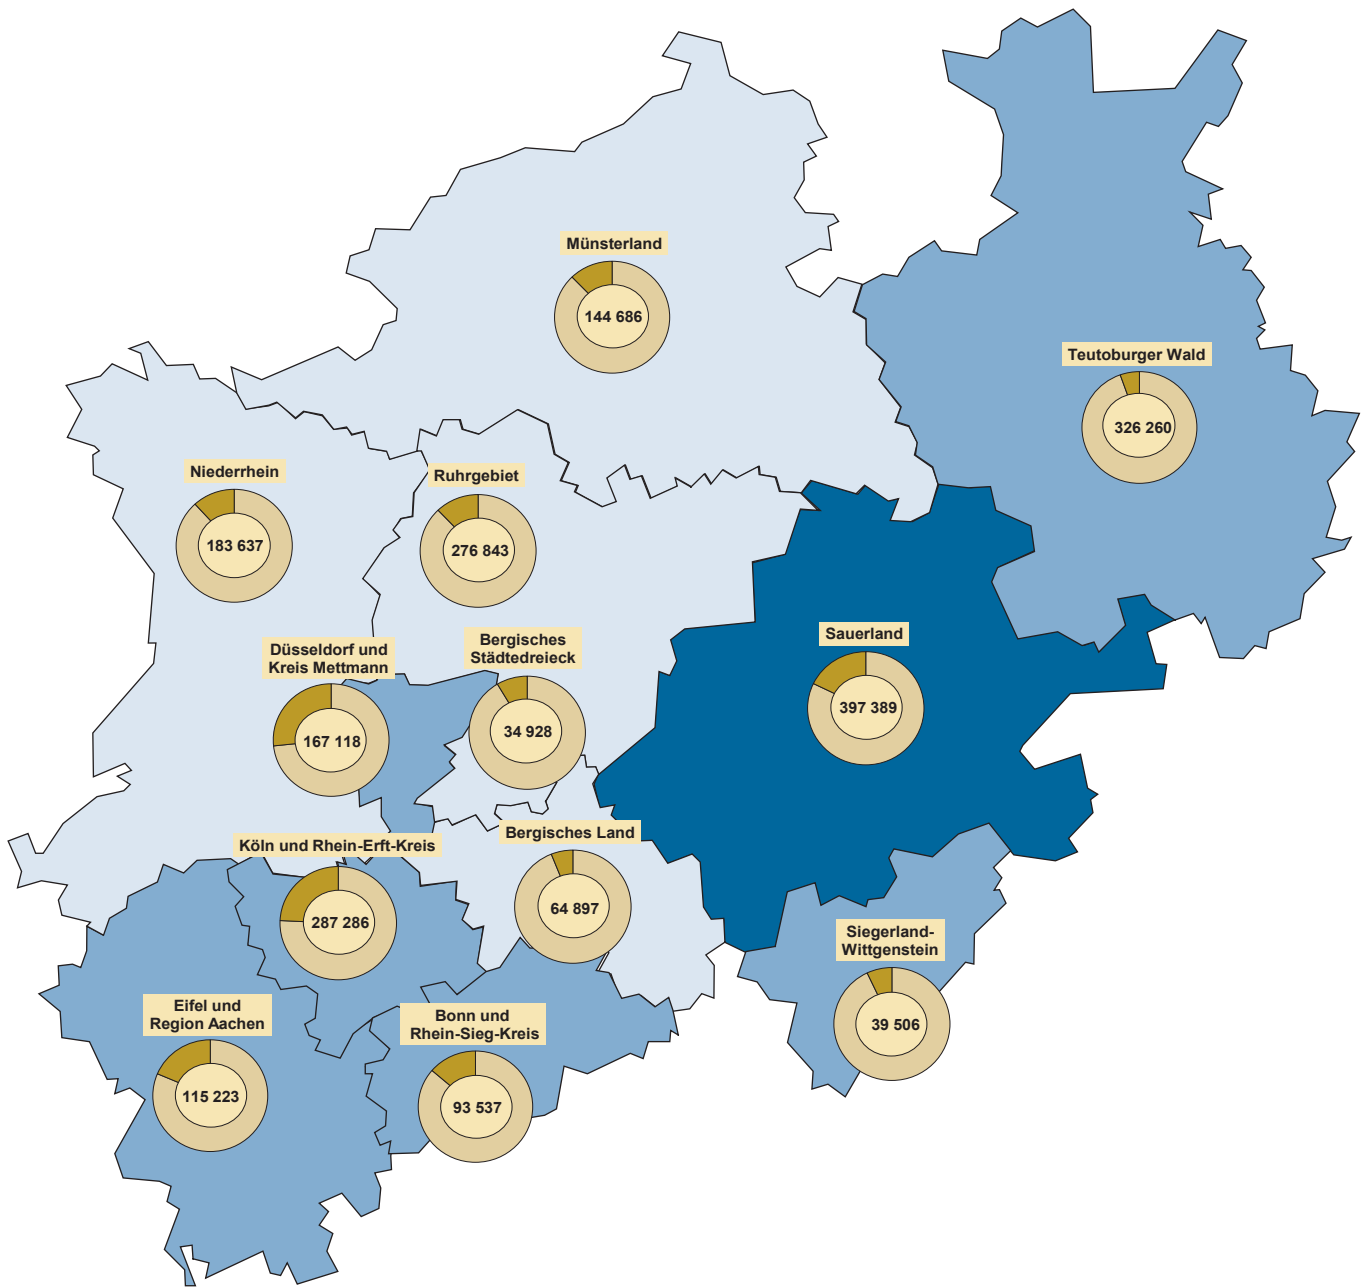 Münsterland
144 686
Teutoburger Wald
326 260
Niederrhein
183 637
Ruhrgebiet
276 843
Sauerland
397 389
Düsseldorf und
Kreis Mettmann
167 118
Bergisches
Städtedreieck
34 928
Köln und Rhein-Erft-Kreis
287 286
Bergisches Land
64 897
Siegerland-
Wittgenstein
39 506
Eifel und
Region Aachen
115 223
Bonn und
Rhein-Sieg-Kreis
93 537